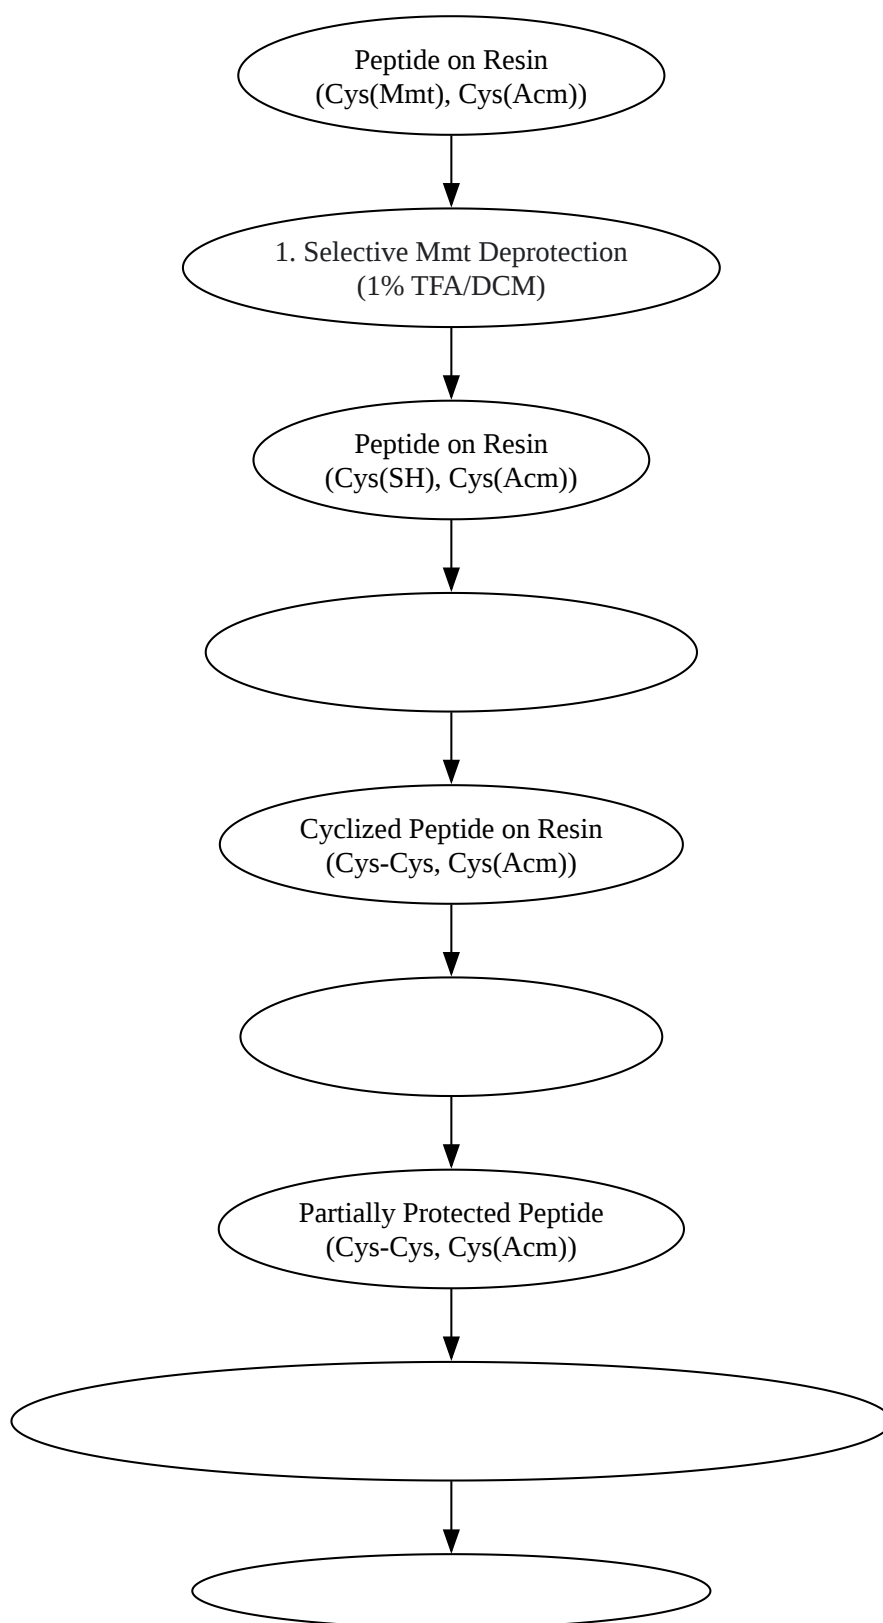 Peptide on Resin
(Cys(Mmt), Cys(Acm))
1. Selective Mmt Deprotection
(1% TFA/DCM)
Peptide on Resin
(Cys(SH), Cys(Acm))
Cyclized Peptide on Resin
(Cys-Cys, Cys(Acm))
Partially Protected Peptide
(Cys-Cys, Cys(Acm))